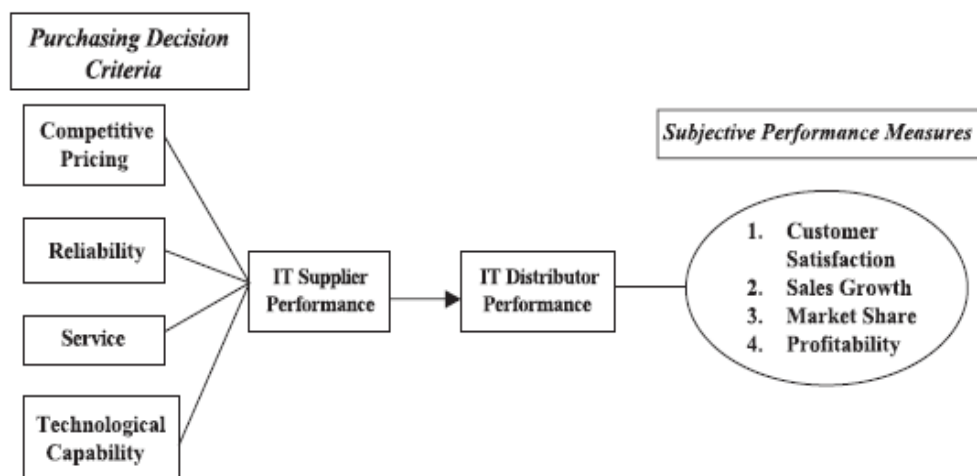 Purchasing Decision
Criteria
Competitive
Pricing
Reliability
Service
Technological
Capability
IT Supplier
Performance
IT Distributor
Performance
Subjective Performance Measures
1. Customer
Satisfaction
2. Sales Growth
3. Market Share
4. Profitability